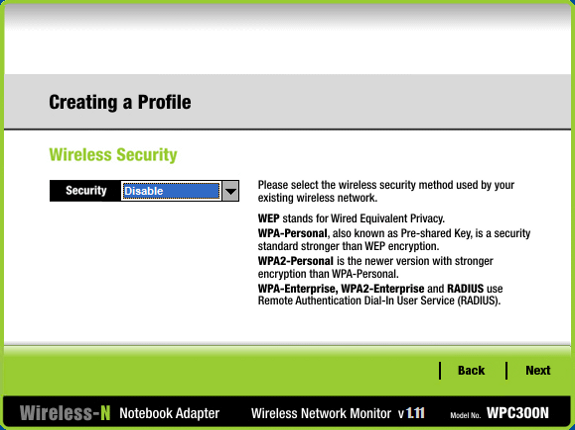 Creating a Profile
Wireless Security
Security Disable
Please select the wireless security method used by your
existing wireless network.
WEP stands for Wired Equivalent Privacy.
WPA-Personal, also known as Pre-shared Key, is a security
standard stronger than WEP encryption.
WPA2-Personal is the newer version with stronger
encryption than WPA-Personal.
WPA-Enterprise, WPA2-Enterprise and RADIUS use
Remote Authentication Dial-In User Service (RADIUS).
Back Next
Wireless-N Notebook Adapter Wireless Network Monitor v 1.11 Model No. WPC300N